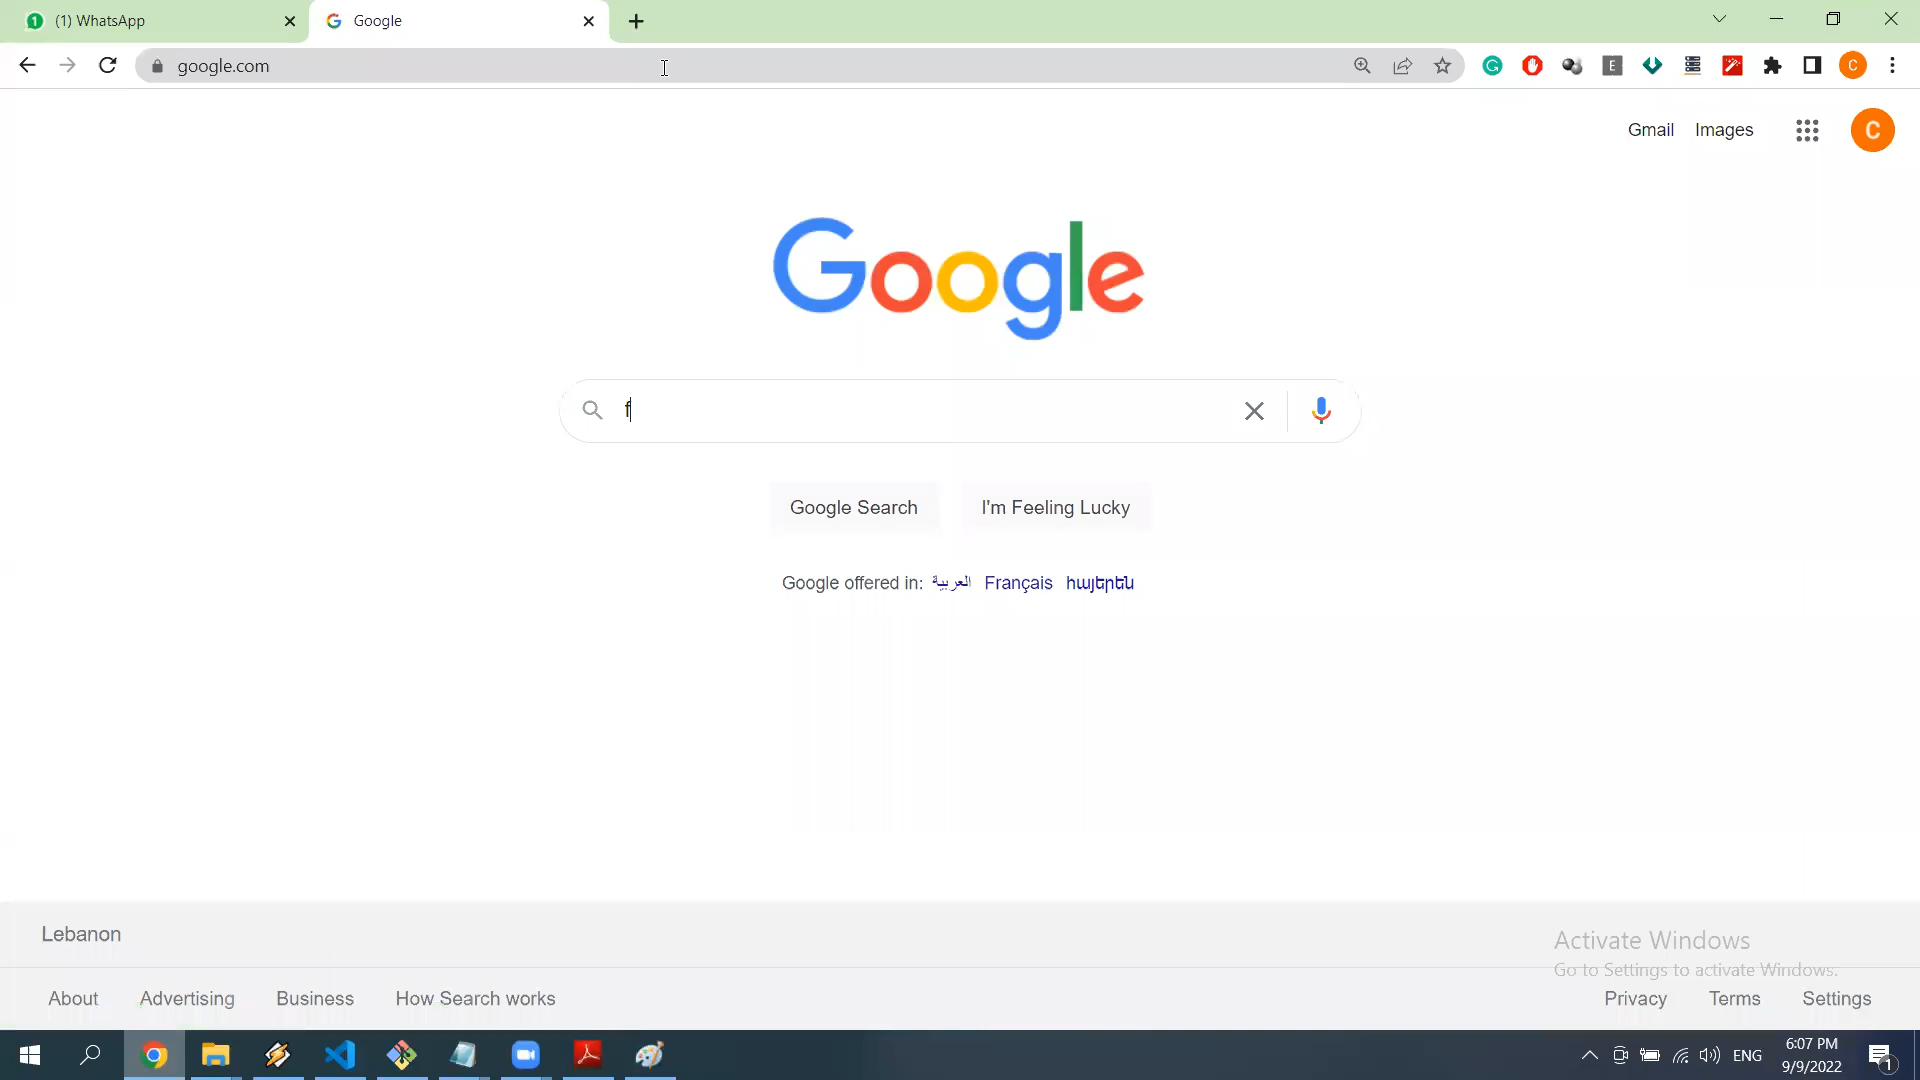 (1) WhatsApp
Google
google.com
Gmail Images
C
Google
f
Google Search I'm Feeling Lucky
Google offered in: العربية Français հայերեն
Lebanon
Activate Windows
Go to Settings to activate Windows.
About Advertising Business How Search works Privacy Terms Settings
6:07 PM
ENG
9/9/2022
1